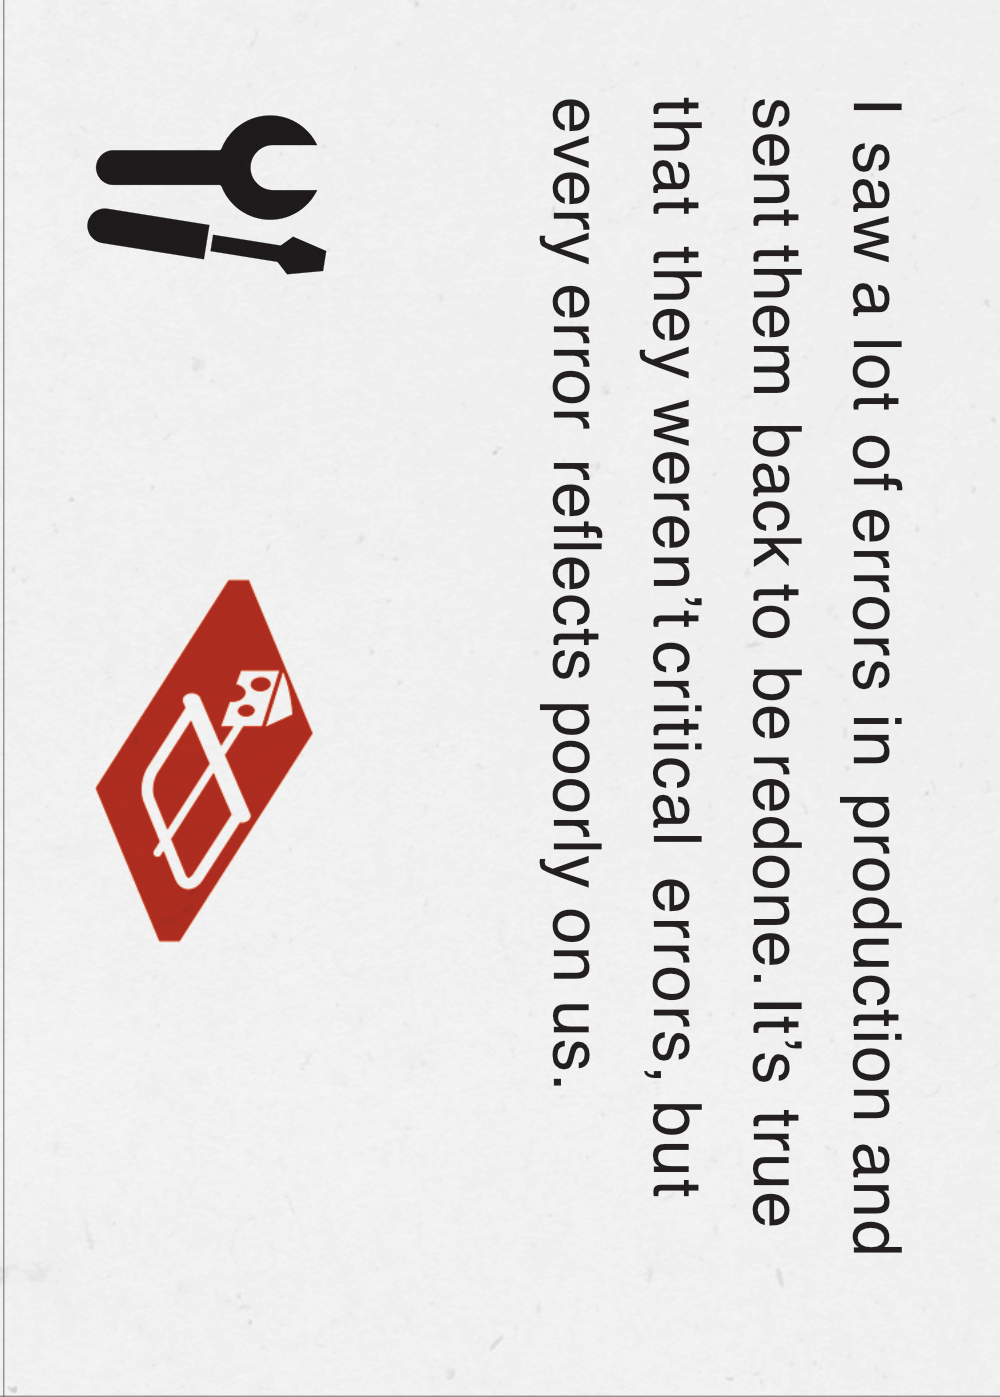 I saw a lot of errors in production and
sent them back to be redone. It’s true
that they weren’t critical errors, but
every error reflects poorly on us.